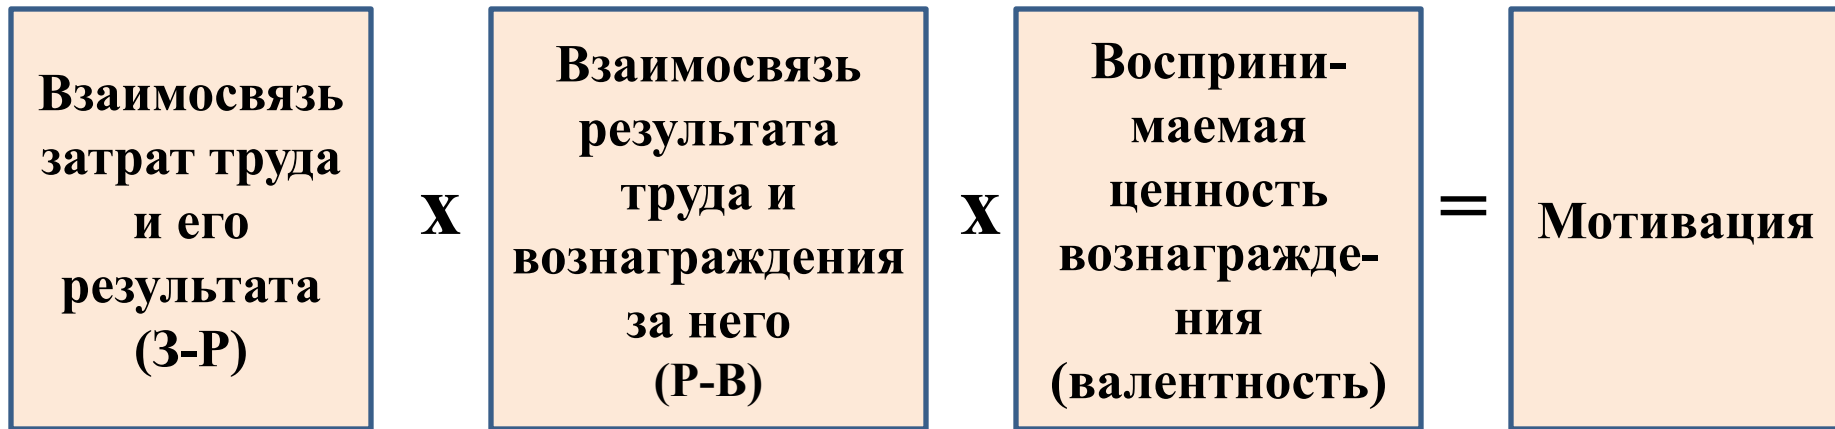 Взаимосвязь
затрат труда
и его
результата
(З-Р)
х
Взаимосвязь
результата
труда и
вознаграждения
за него
(Р-В)
х
Восприни-
маемая
ценность
вознагражде-
ния
(валентность)
=
Мотивация